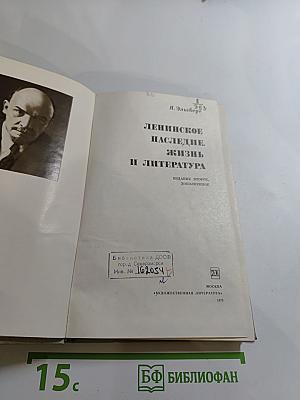 Я. Эльсберг
ЛЕНИНСКОЕ
НАСЛЕДИЕ,
ЖИЗНЬ
И ЛИТЕРАТУРА
ИЗДАНИЕ ВТОРОЕ,
ДОПОЛНЕННОЕ
Библиотека ДОСВ
гор. Североморск
Инв. № 162054
МОСКВА
«ХУДОЖЕСТВЕННАЯ ЛИТЕРАТУРА»
15с
БФ БИБЛИОФАН